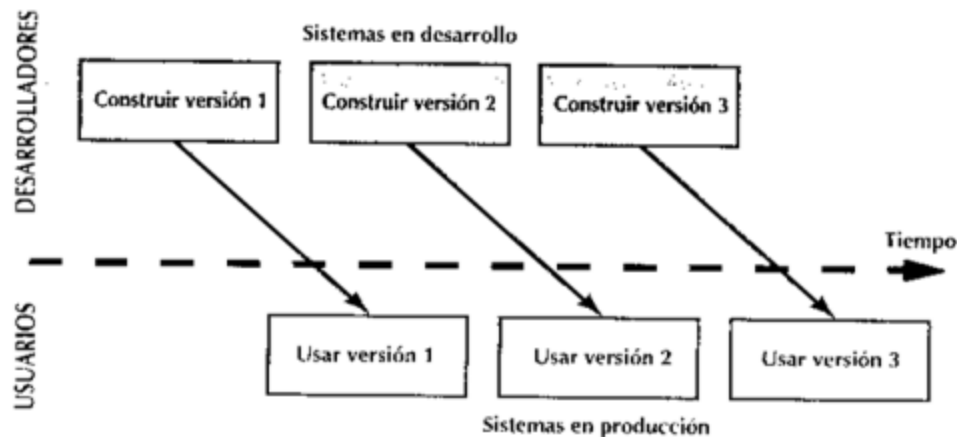 DESARROLLADORES
Sistemas en desarrollo
Construir versión 1
Construir versión 2
Construir versión 3
Tiempo
USUARIOS
Usar versión 1
Usar versión 2
Usar versión 3
Sistemas en producción